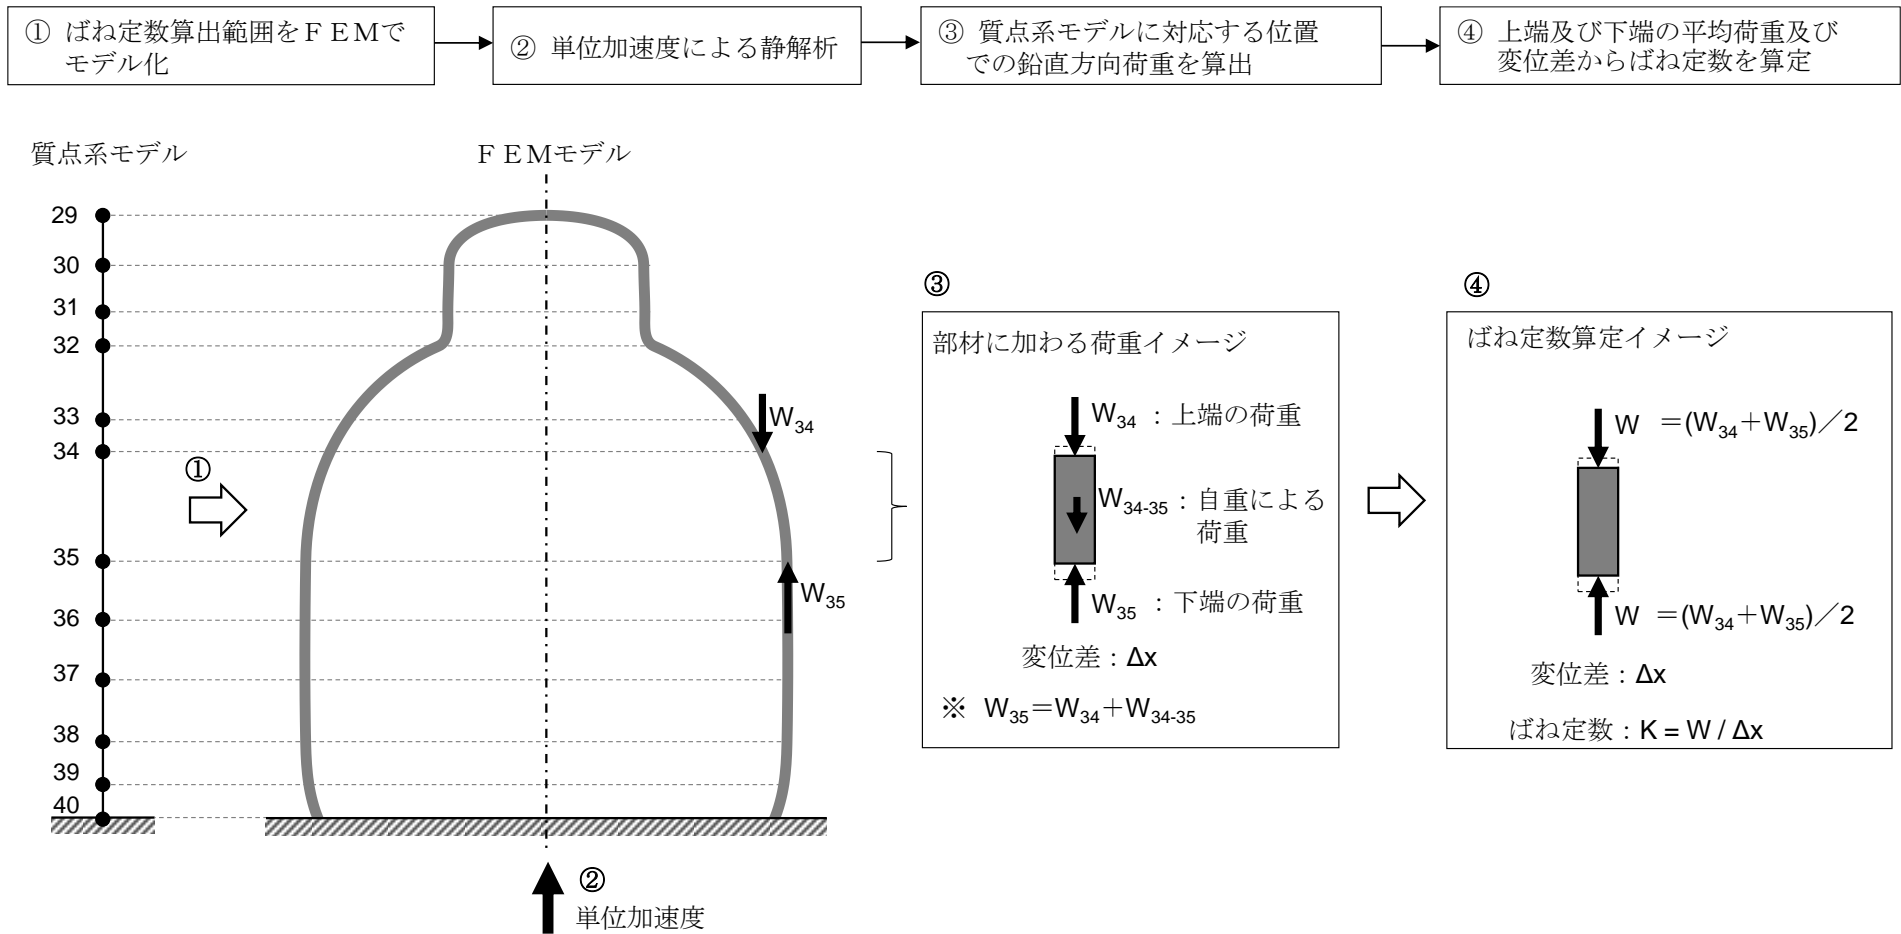 ① ばね定数算出範囲をＦＥＭで
モデル化
② 単位加速度による静解析
③ 質点系モデルに対応する位置
での鉛直方向荷重を算出
④ 上端及び下端の平均荷重及び
変位差からばね定数を算定
質点系モデル
ＦＥＭモデル
29
30
31
32
33
34
35
36
37
38
39
40
①
W34
W35
②
単位加速度
③
部材に加わる荷重イメージ
W34 ：上端の荷重
W34-35：自重による
荷重
W35 ：下端の荷重
変位差：Δx
※ W35＝W34＋W34-35
④
ばね定数算定イメージ
W ＝(W34＋W35)／2
W ＝(W34＋W35)／2
変位差：Δx
ばね定数：K = W / Δx